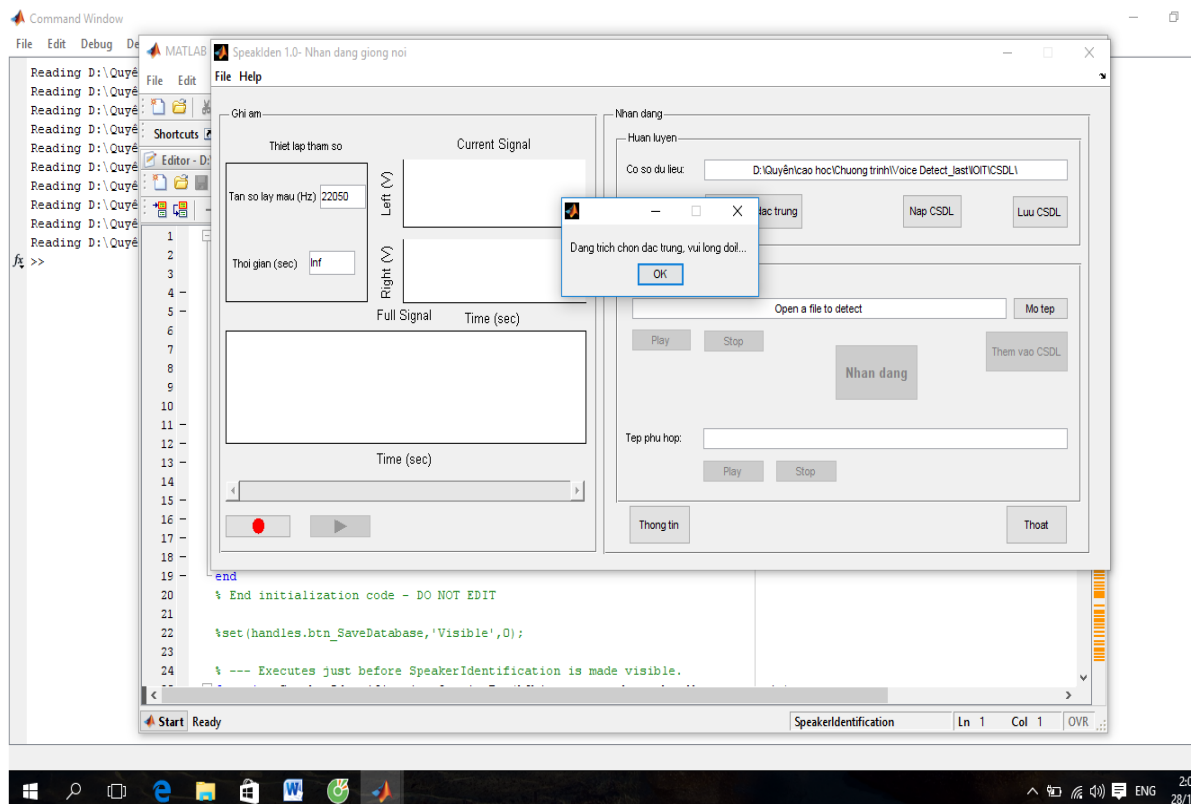 Command Window
File Edit Debug De
Reading D:\Quyê
Reading D:\Quyê
Reading D:\Quyê
Reading D:\Quyê
Reading D:\Quyê
Reading D:\Quyê
Reading D:\Quyê
Reading D:\Quyê
Reading D:\Quyê
Reading D:\Quyê
fx >>
MATLAB
File Edit
Shortcuts
Editor - D:
SpeakIden 1.0- Nhan dang giong noi
File Help
Ghi am
Thiet lap tham so
Tan so lay mau (Hz) 22050
Thoi gian (sec) Inf
Current Signal
Left (V)
Right (V)
Full Signal Time (sec)
Time (sec)
Nhan dang
Huan luyen
Co so du lieu: D:\Quyên\cao hoc\Chuong trinh\Voice Detect_last\IOIT\CSDL\
dac trung Nap CSDL Luu CSDL
Dang trich chon dac trung, vui long doi!...
OK
Open a file to detect Mo tep
Play Stop Them vao CSDL
Nhan dang
Tep phu hop:
Play Stop
Thong tin Thoat
1
2
3
4 -
5 -
6
7
8
9
10
11 -
12 -
13 -
14
15 -
16 -
17 -
18 -
19 - end
20 % End initialization code - DO NOT EDIT
21
22 %set(handles.btn_SaveDatabase,'Visible',0);
23
24 % --- Executes just before SpeakerIdentification is made visible.
Start Ready SpeakerIdentification Ln 1 Col 1 OVR
ENG